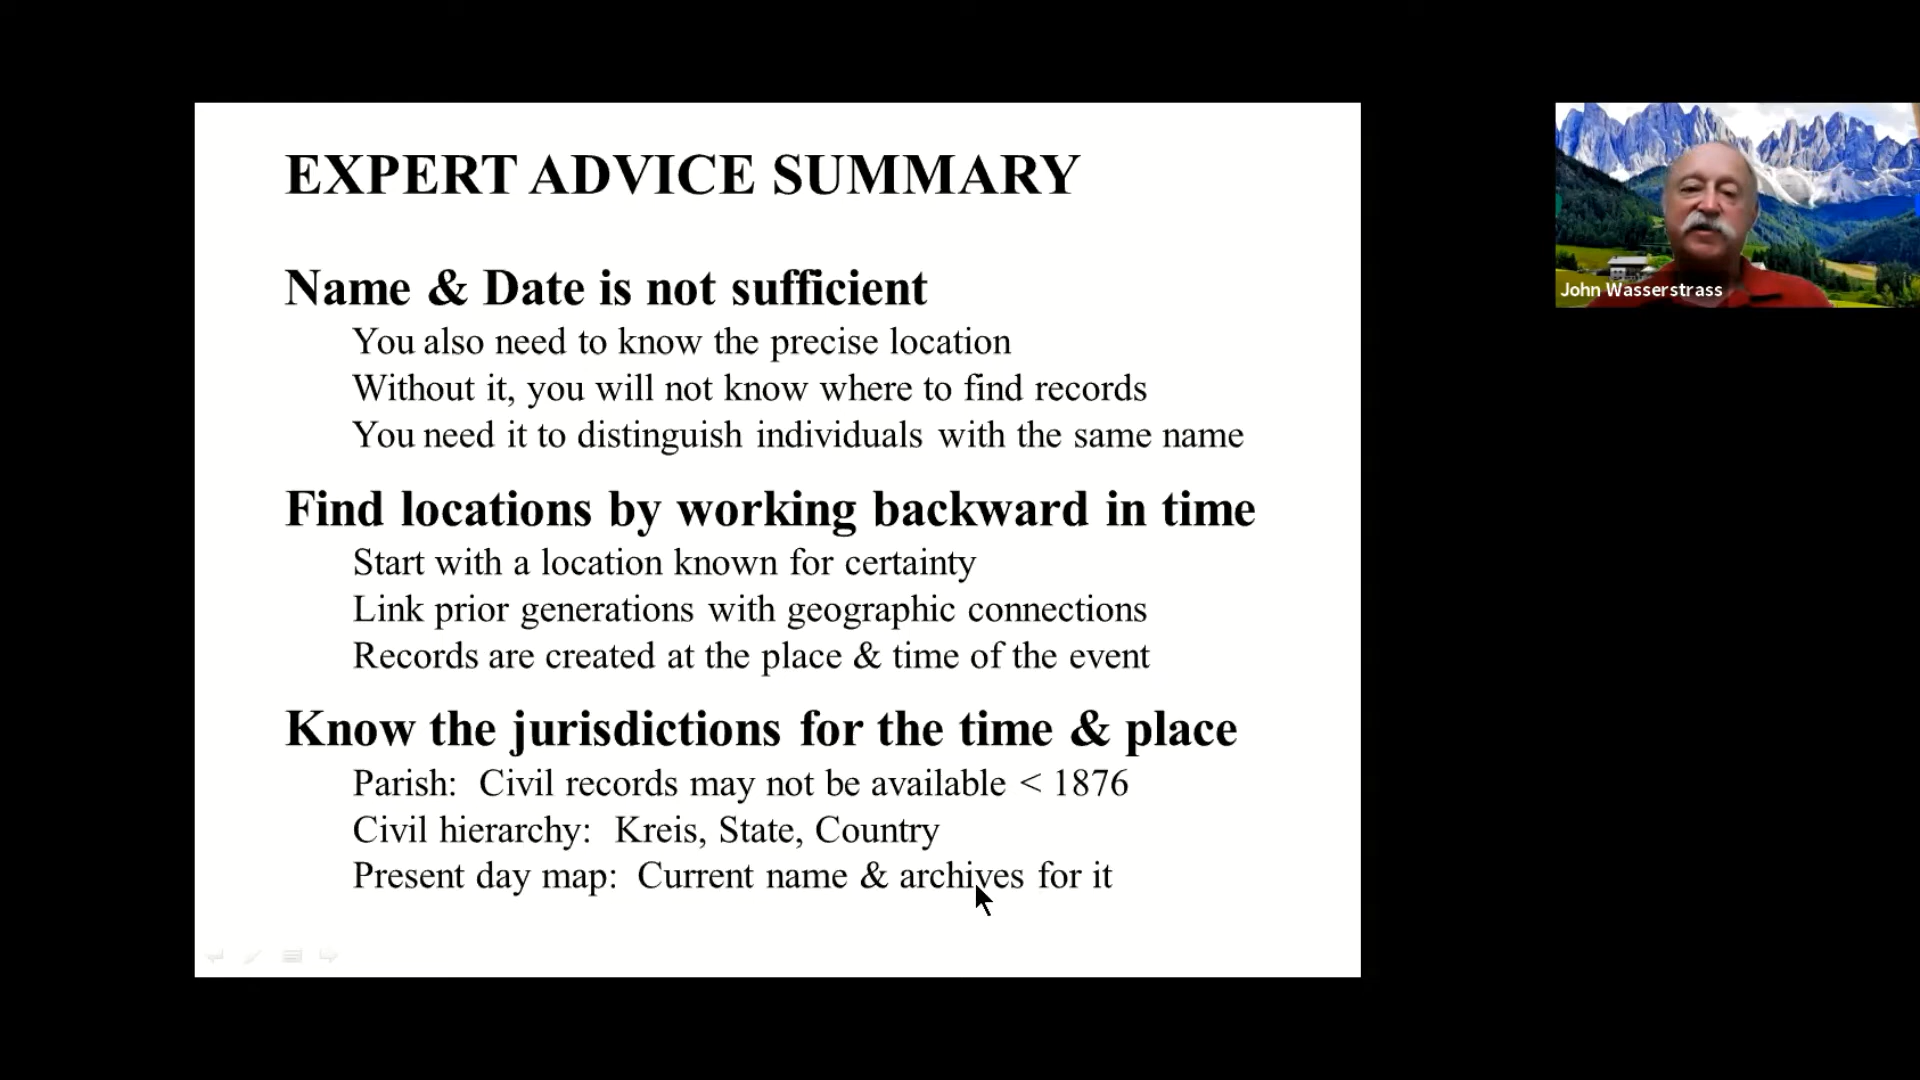 EXPERT ADVICE SUMMARY
Name & Date is not sufficient
You also need to know the precise location
Without it, you will not know where to find records
You need it to distinguish individuals with the same name
Find locations by working backward in time
Start with a location known for certainty
Link prior generations with geographic connections
Records are created at the place & time of the event
Know the jurisdictions for the time & place
Parish: Civil records may not be available < 1876
Civil hierarchy: Kreis, State, Country
Present day map: Current name & archives for it
John Wasserstrass